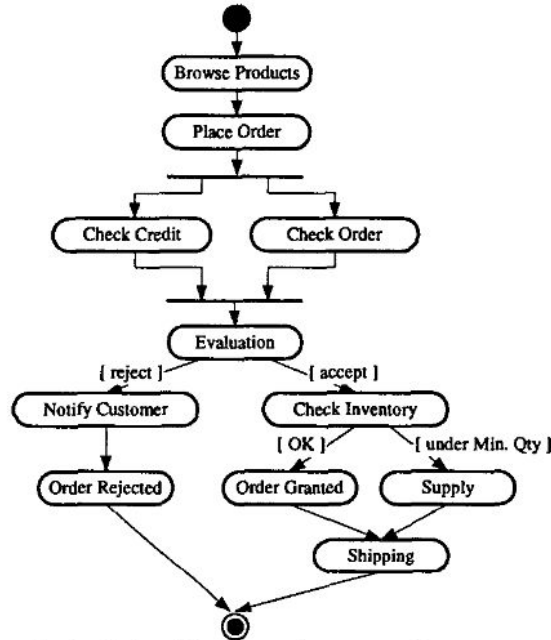 Browse Products
Place Order
Check Credit
Check Order
Evaluation
[ reject ]
[ accept ]
Notify Customer
Check Inventory
[ OK ]
[ under Min. Qty ]
Order Rejected
Order Granted
Supply
Shipping